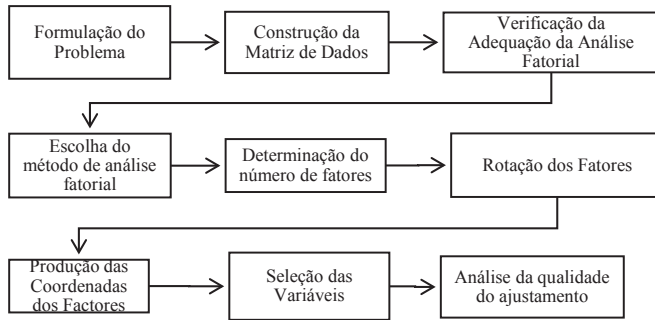 Formulação do
Problema
Construção da
Matriz de Dados
Verificação da
Adequação da Análise
Fatorial
Escolha do
método de análise
fatorial
Determinação do
número de fatores
Rotação dos Fatores
Produção das
Coordenadas
dos Factores
Seleção das
Variáveis
Análise da qualidade
do ajustamento